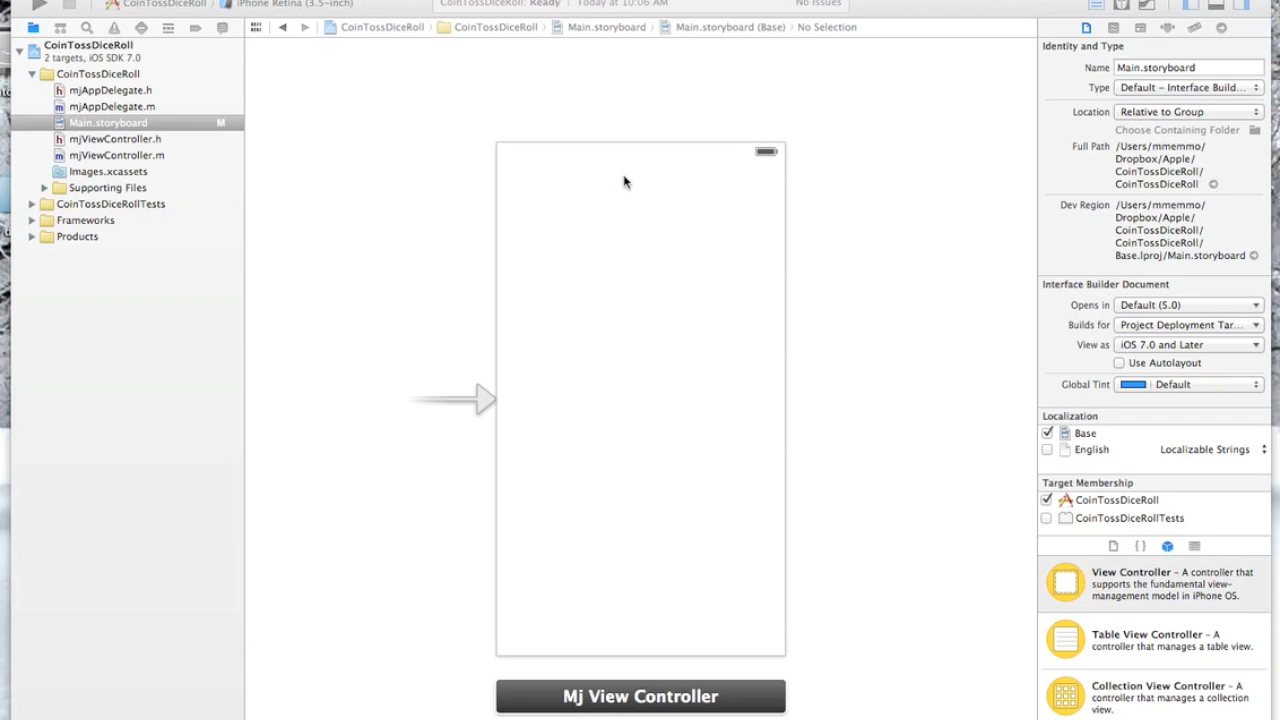 CoinTossDiceRoll
iPhone Retina (3.5-inch)
CoinTossDiceRoll: Ready
Today at 10:06 AM
No Issues
CoinTossDiceRoll
CoinTossDiceRoll
Main.storyboard
Main.storyboard (Base)
No Selection
CoinTossDiceRoll
2 targets, iOS SDK 7.0
CoinTossDiceRoll
h mjAppDelegate.h
m mjAppDelegate.m
Main.storyboard M
h mjViewController.h
m mjViewController.m
Images.xcassets
Supporting Files
CoinTossDiceRollTests
Frameworks
Products
Mj View Controller
Identity and Type
Name Main.storyboard
Type Default - Interface Build...
Location Relative to Group
Choose Containing Folder
Full Path /Users/mmemmo/
Dropbox/Apple/
CoinTossDiceRoll/
CoinTossDiceRoll
Dev Region /Users/mmemmo/
Dropbox/Apple/
CoinTossDiceRoll/
CoinTossDiceRoll/
Base.lproj/Main.storyboard
Interface Builder Document
Opens in Default (5.0)
Builds for Project Deployment Tar...
View as iOS 7.0 and Later
Use Autolayout
Global Tint Default
Localization
Base
English Localizable Strings
Target Membership
CoinTossDiceRoll
CoinTossDiceRollTests
{ }
View Controller - A controller that
supports the fundamental view-
management model in iPhone OS.
Table View Controller - A
controller that manages a table view.
Collection View Controller - A
controller that manages a collection
view.